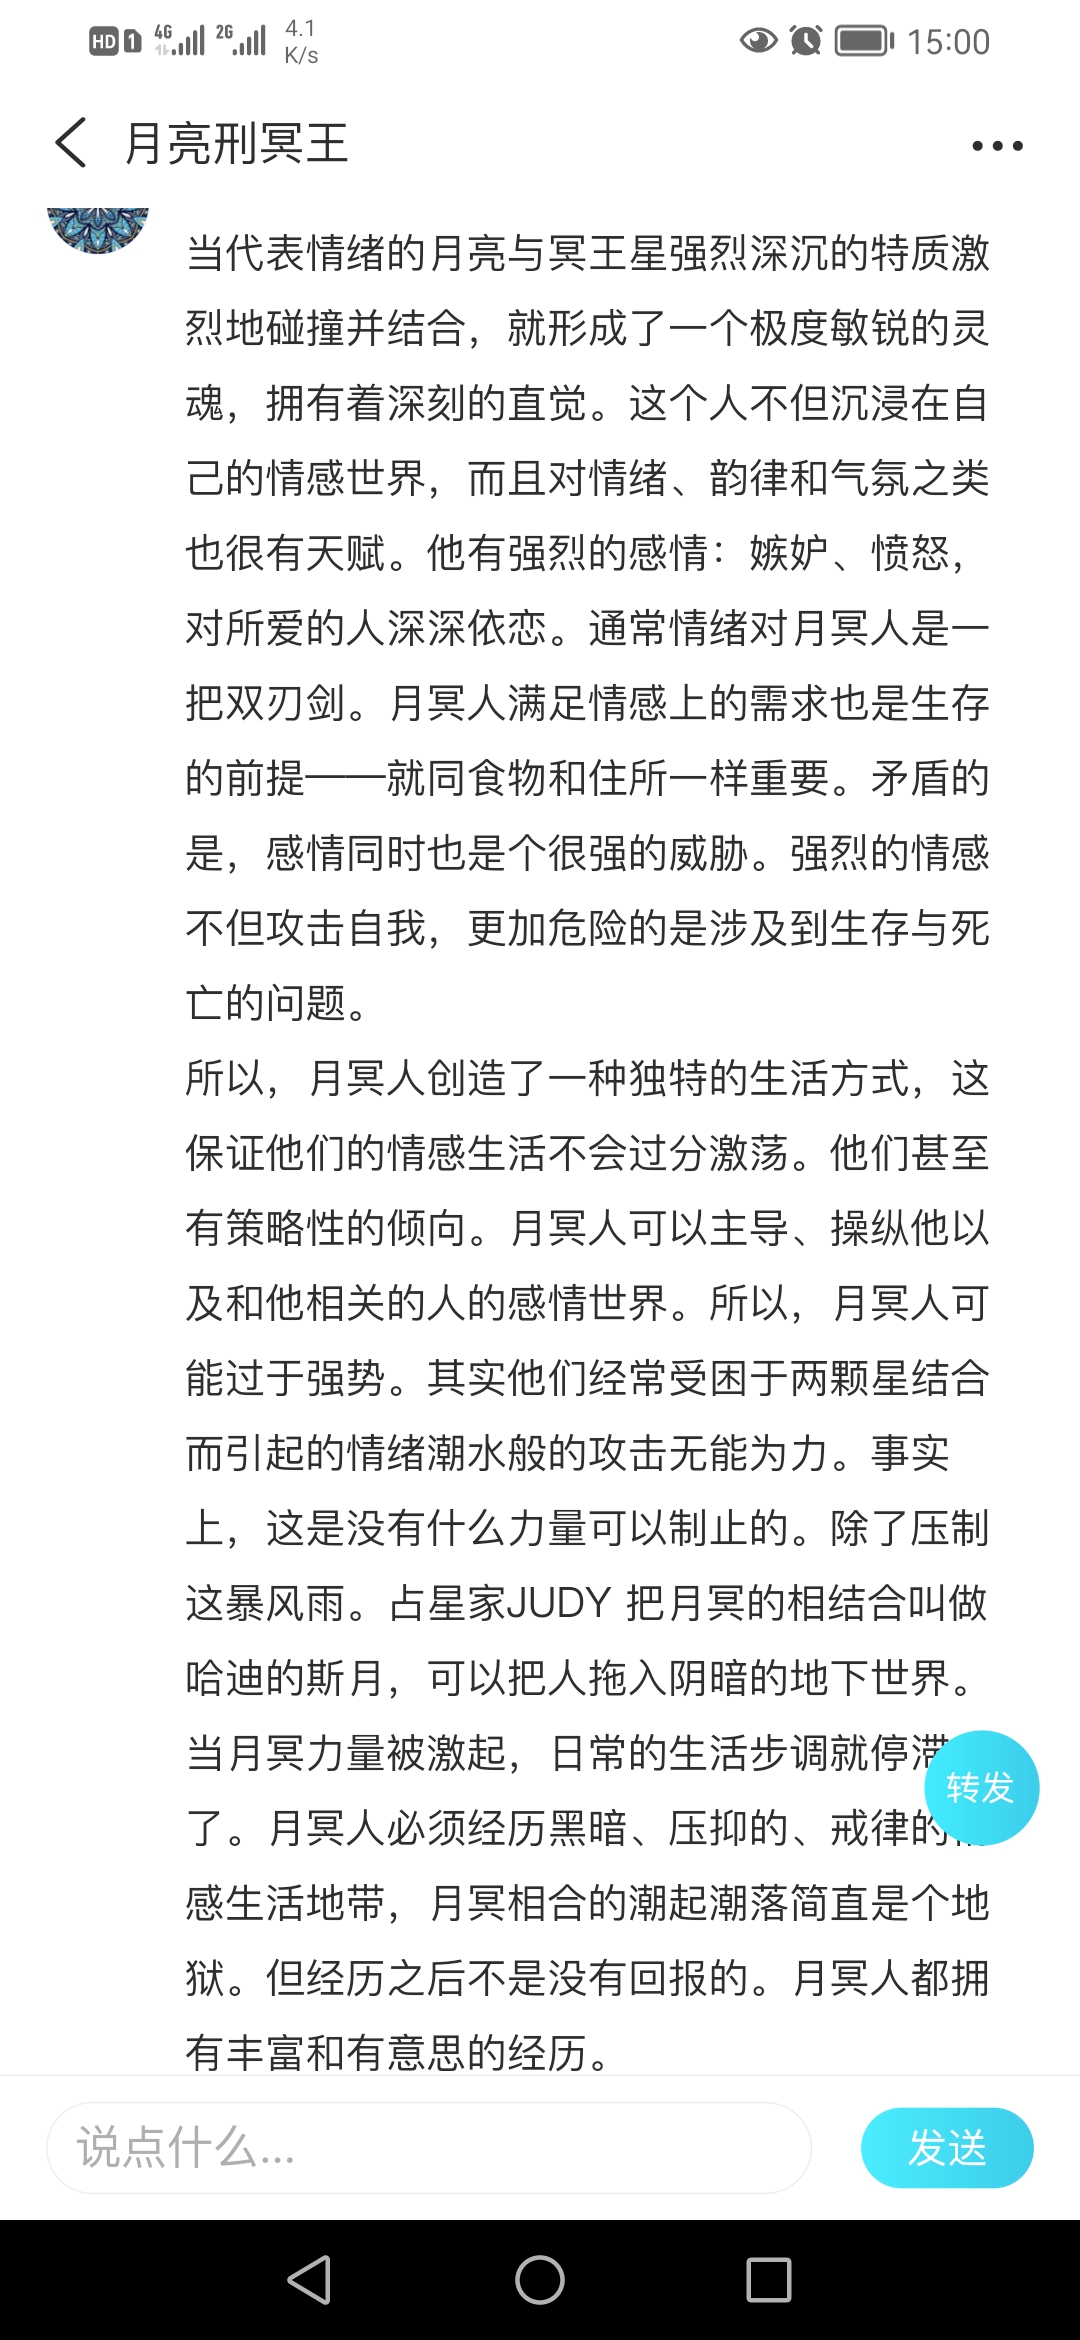 HD 1 4G 2G 4.1 K/s 15:00
月亮刑冥王
当代表情绪的月亮与冥王星强烈深沉的特质激
烈地碰撞并结合，就形成了一个极度敏锐的灵
魂，拥有着深刻的直觉。这个人不但沉浸在自
己的情感世界，而且对情绪、韵律和气氛之类
也很有天赋。他有强烈的感情：嫉妒、愤怒，
对所爱的人深深依恋。通常情绪对月冥人是一
把双刃剑。月冥人满足情感上的需求也是生存
的前提——就同食物和住所一样重要。矛盾的
是，感情同时也是个很强的威胁。强烈的情感
不但攻击自我，更加危险的是涉及到生存与死
亡的问题。
所以，月冥人创造了一种独特的生活方式，这
保证他们的情感生活不会过分激荡。他们甚至
有策略性的倾向。月冥人可以主导、操纵他以
及和他相关的人的感情世界。所以，月冥人可
能过于强势。其实他们经常受困于两颗星结合
而引起的情绪潮水般的攻击无能为力。事实
上，这是没有什么力量可以制止的。除了压制
这暴风雨。占星家JUDY 把月冥的相结合叫做
哈迪的斯月，可以把人拖入阴暗的地下世界。
当月冥力量被激起，日常的生活步调就停滞
转发
了。月冥人必须经历黑暗、压抑的、戒律的
感生活地带，月冥相合的潮起潮落简直是个地
狱。但经历之后不是没有回报的。月冥人都拥
有丰富和有意思的经历。
说点什么...
发送